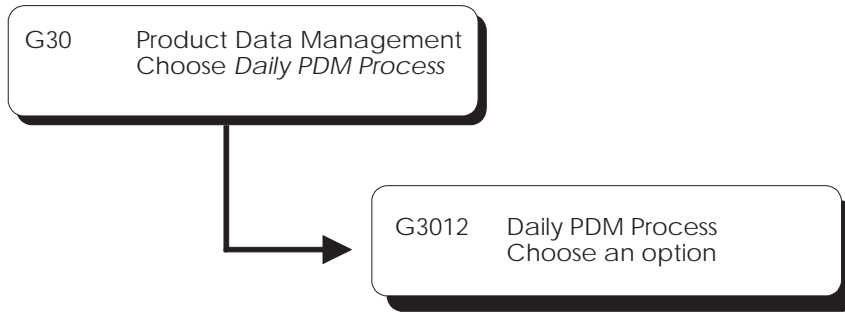 G30 Product Data Management
Choose Daily PDM Process
G3012 Daily PDM Process
Choose an option